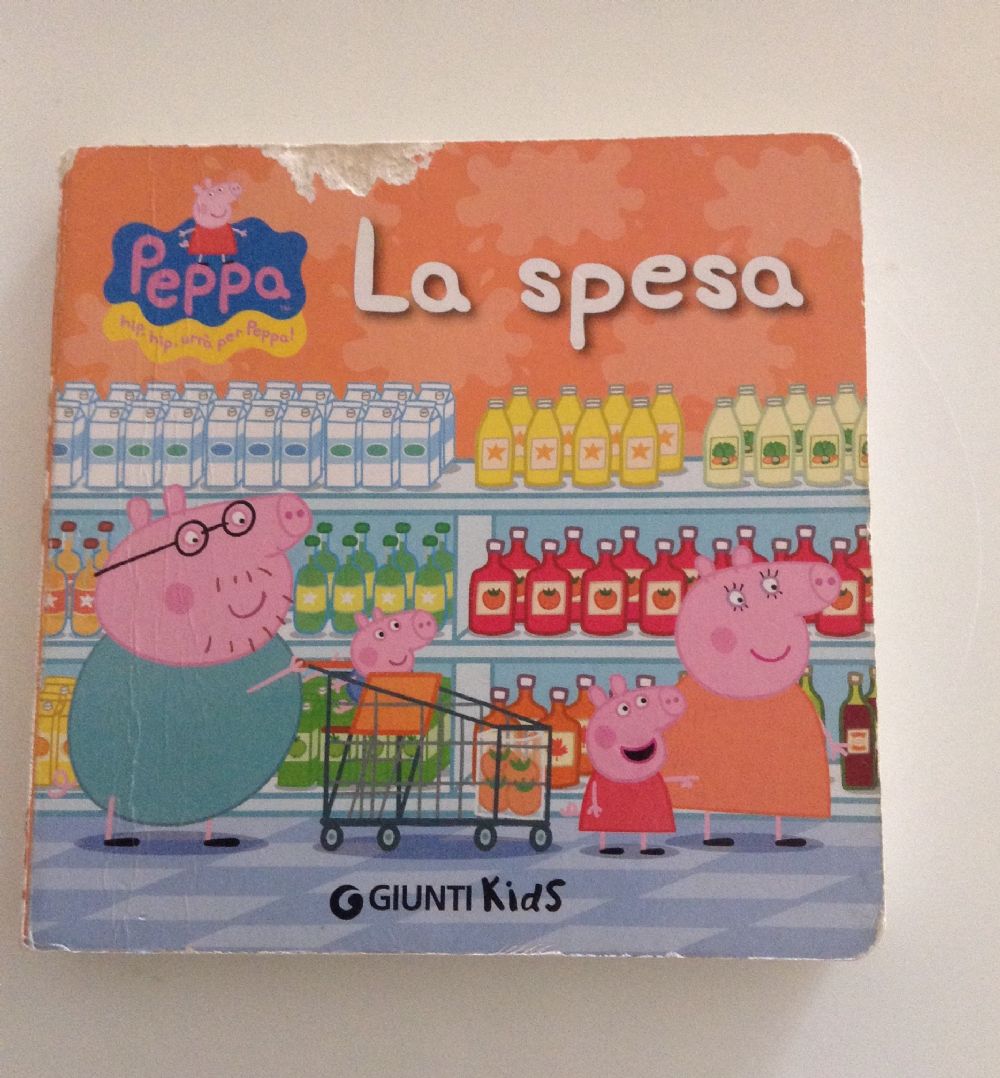 Peppa
hip, hip, urrà per Peppa!
La spesa
GIUNTI Kids